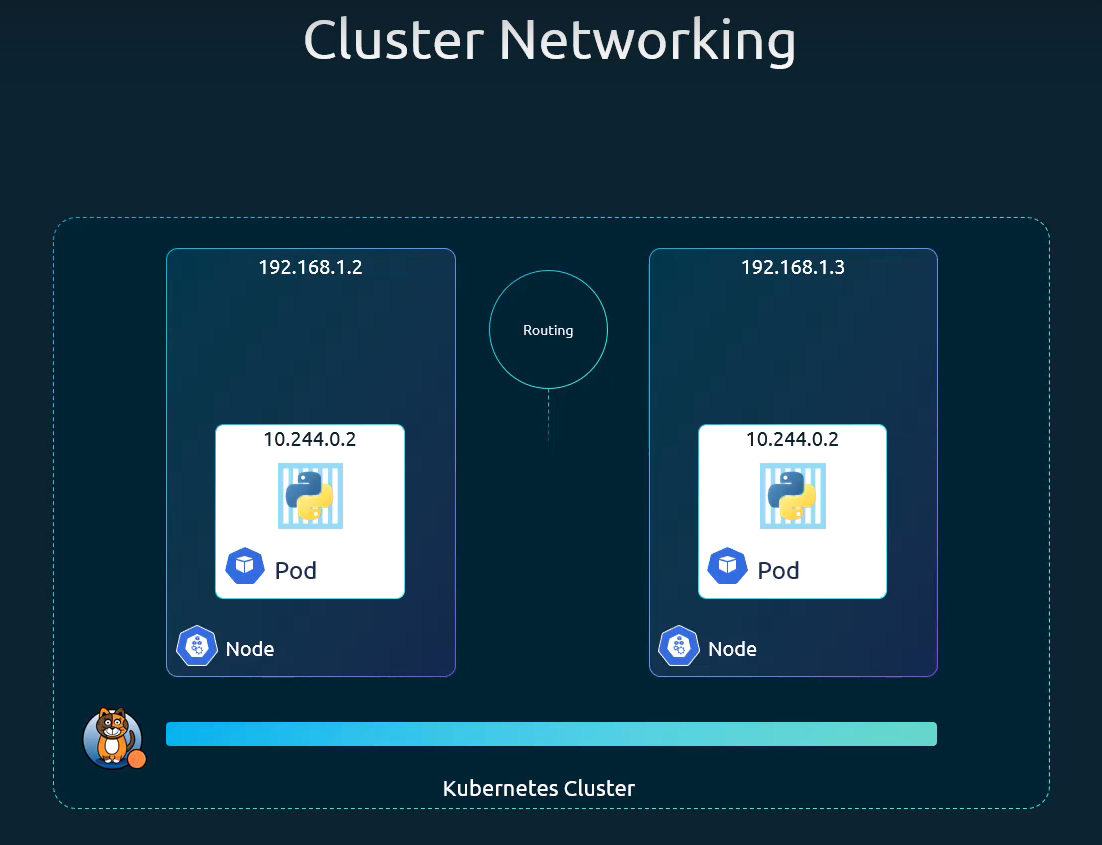 Cluster Networking
192.168.1.2
192.168.1.3
Routing
10.244.0.2
10.244.0.2
Pod
Pod
Node
Node
Kubernetes Cluster